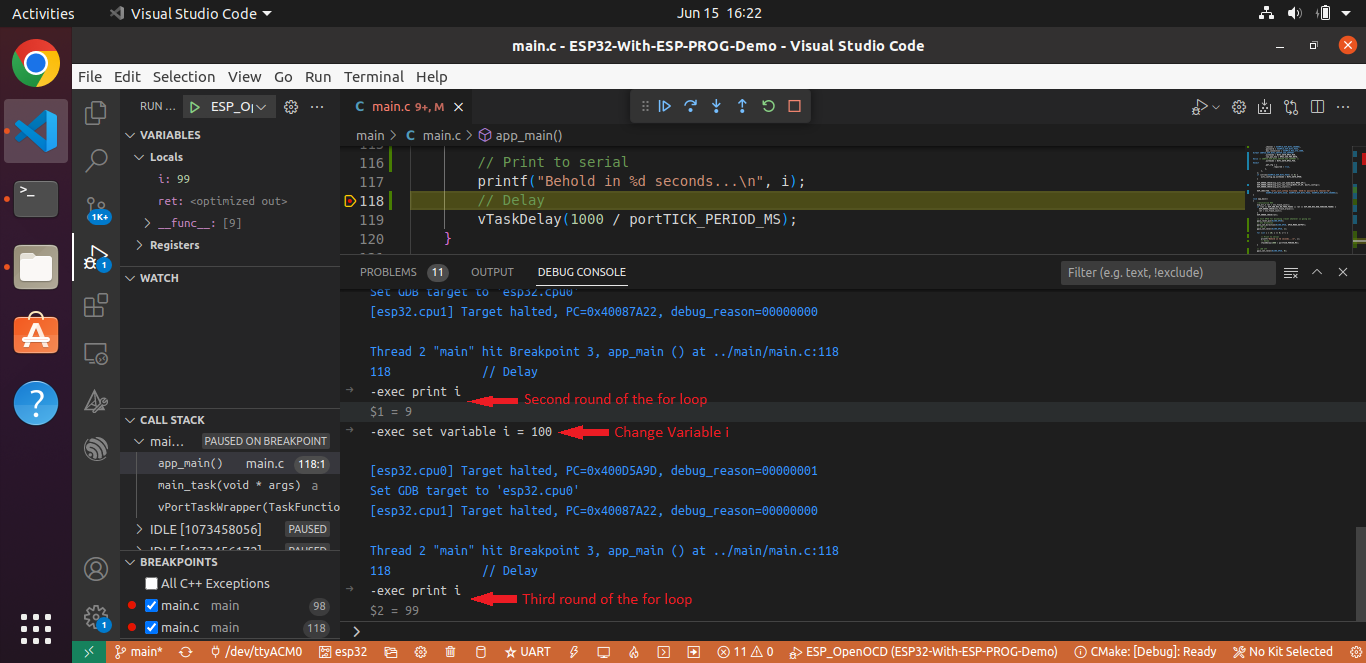 Activities
Visual Studio Code
Jun 15 16:22
main.c - ESP32-With-ESP-PROG-Demo - Visual Studio Code
File Edit Selection View Go Run Terminal Help
RUN ...
ESP_O
main.c 9+, M
main > C main.c > app_main()
VARIABLES
Locals
i: 99
ret: <optimized out>
__func__: [9]
Registers
WATCH
CALL STACK
mai... PAUSED ON BREAKPOINT
app_main() main.c 118:1
main_task(void * args) a
vPortTaskWrapper(TaskFunctio
IDLE [1073458056] PAUSED
IDLE [1073456172] PAUSED
BREAKPOINTS
All C++ Exceptions
main.c main 98
main.c main 118
1K+
1
1
116 // Print to serial
117 printf("Behold in %d seconds...\n", i);
118 // Delay
119 vTaskDelay(1000 / portTICK_PERIOD_MS);
120 }
PROBLEMS 11 OUTPUT DEBUG CONSOLE
Filter (e.g. text, !exclude)
Set GDB target to 'esp32.cpu0'
[esp32.cpu1] Target halted, PC=0x40087A22, debug_reason=00000000
Thread 2 "main" hit Breakpoint 3, app_main () at ../main/main.c:118
118 // Delay
-exec print i
Second round of the for loop
$1 = 9
-exec set variable i = 100
Change Variable i
[esp32.cpu0] Target halted, PC=0x400D5A9D, debug_reason=00000001
Set GDB target to 'esp32.cpu0'
[esp32.cpu1] Target halted, PC=0x40087A22, debug_reason=00000000
Thread 2 "main" hit Breakpoint 3, app_main () at ../main/main.c:118
118 // Delay
-exec print i
Third round of the for loop
$2 = 99
main* /dev/ttyACM0 esp32 UART 11 0 ESP_OpenOCD (ESP32-With-ESP-PROG-Demo) CMake: [Debug]: Ready No Kit Selected